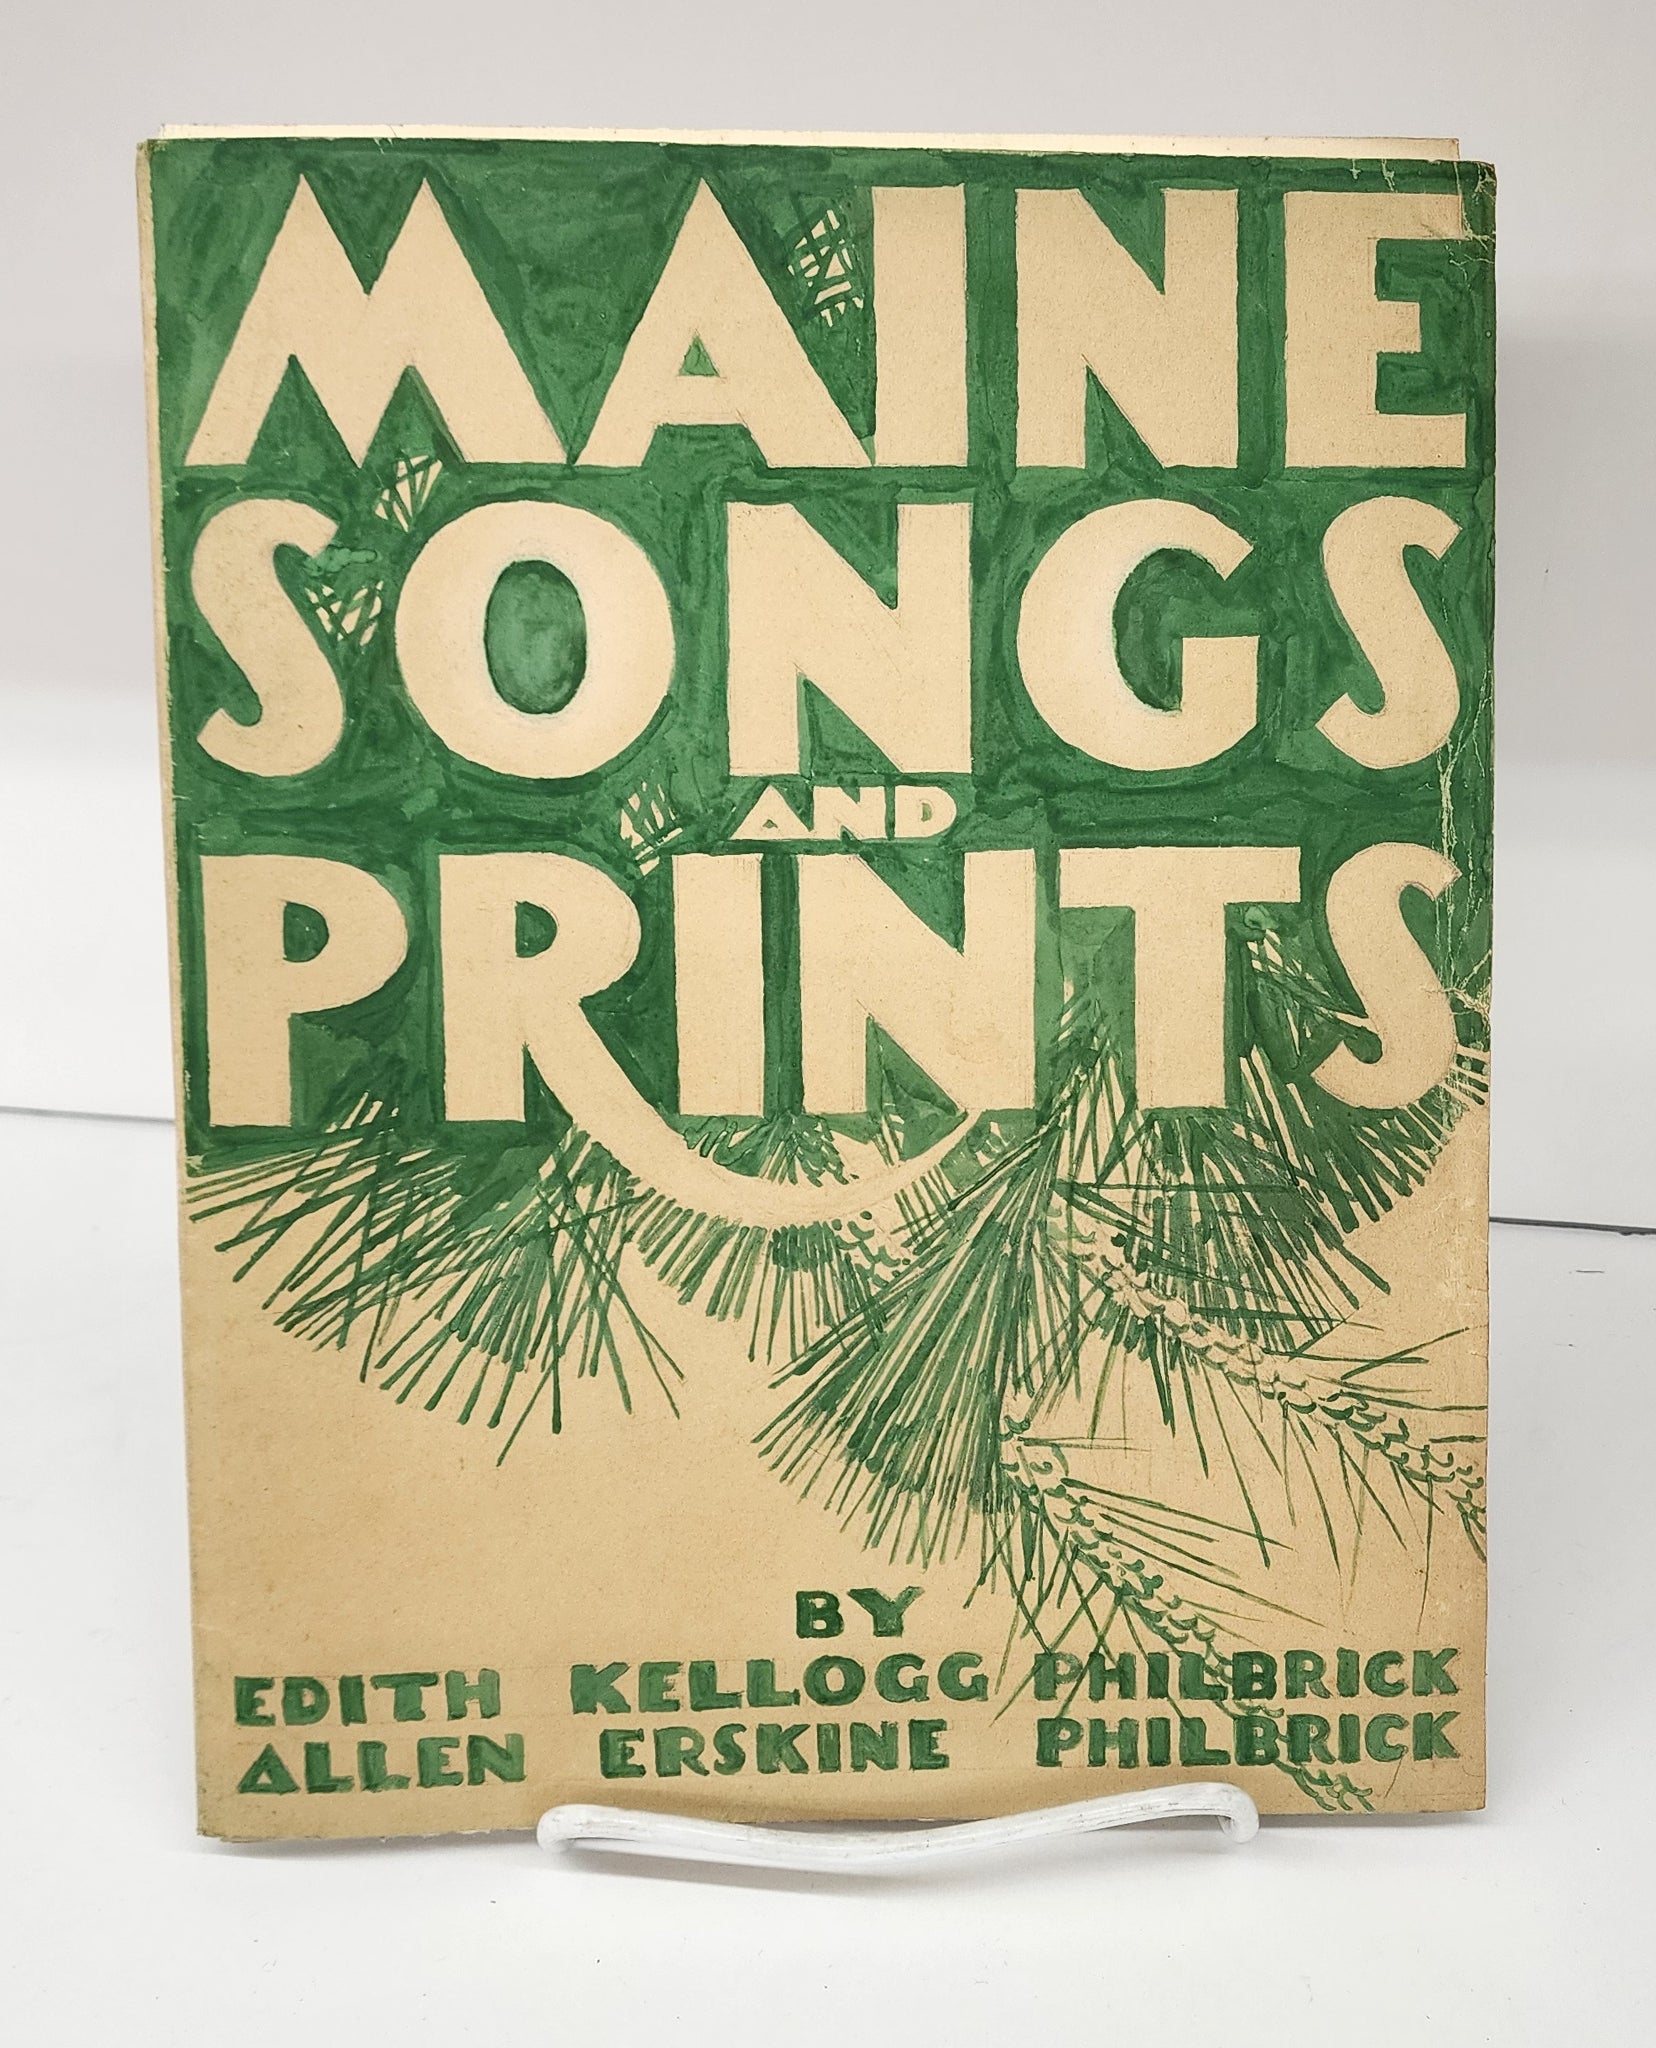 MAINE
SONGS
AND
PRINTS
BY
EDITH KELLOGG PHILBRICK
ALLEN ERSKINE PHILBRICK